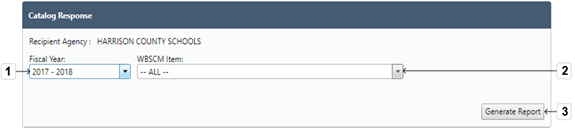 Catalog Response
Recipient Agency : HARRISON COUNTY SCHOOLS
Fiscal Year: WBSCM Item:
1 2017 - 2018 -- ALL -- 2
Generate Report 3